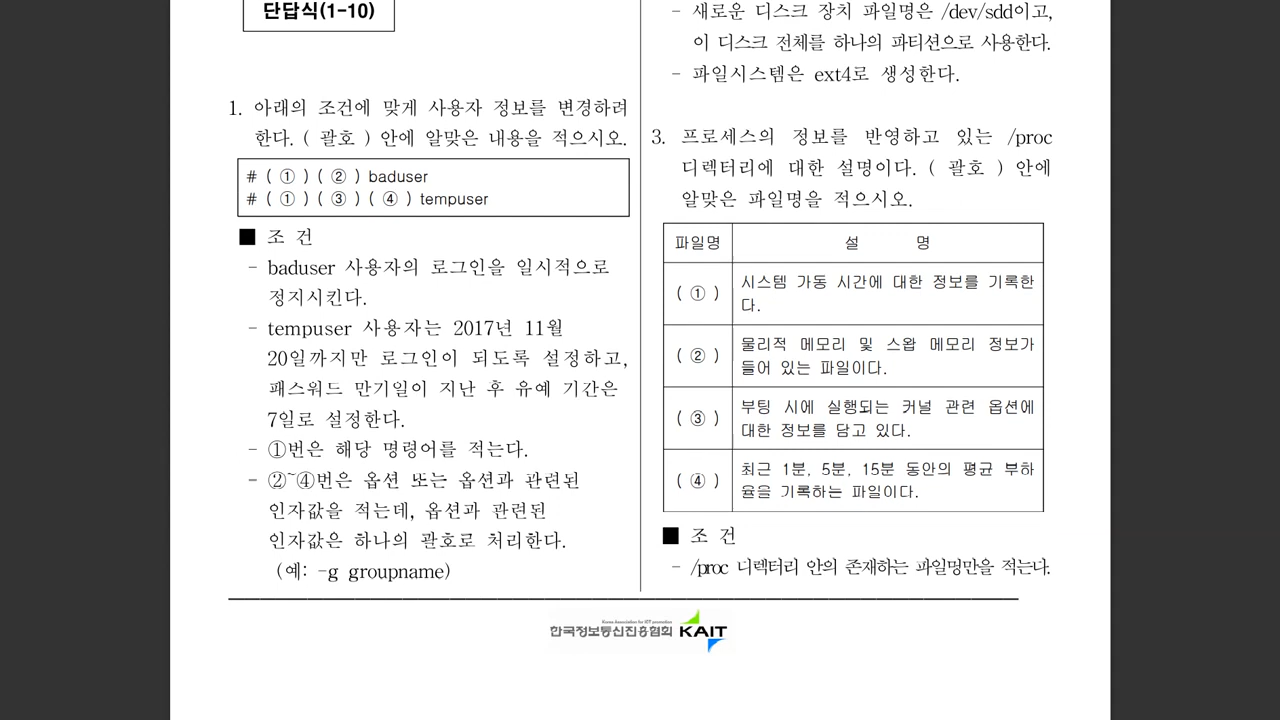 단답식(1-10)
1. 아래의 조건에 맞게 사용자 정보를 변경하려
한다. ( 괄호 ) 안에 알맞은 내용을 적으시오.
# ( ① ) ( ② ) baduser
# ( ① ) ( ③ ) ( ④ ) tempuser
■ 조 건
- baduser 사용자의 로그인을 일시적으로
정지시킨다.
- tempuser 사용자는 2017년 11월
20일까지만 로그인이 되도록 설정하고,
패스워드 만기일이 지난 후 유예 기간은
7일로 설정한다.
- ①번은 해당 명령어를 적는다.
- ②~④번은 옵션 또는 옵션과 관련된
인자값을 적는데, 옵션과 관련된
인자값은 하나의 괄호로 처리한다.
(예: -g groupname)
- 새로운 디스크 장치 파일명은 /dev/sdd이고,
이 디스크 전체를 하나의 파티션으로 사용한다.
- 파일시스템은 ext4로 생성한다.
3. 프로세스의 정보를 반영하고 있는 /proc
디렉터리에 대한 설명이다. ( 괄호 ) 안에
알맞은 파일명을 적으시오.
파일명 설 명
( ① ) 시스템 가동 시간에 대한 정보를 기록한
다.
( ② ) 물리적 메모리 및 스왑 메모리 정보가
들어 있는 파일이다.
( ③ ) 부팅 시에 실행되는 커널 관련 옵션에
대한 정보를 담고 있다.
( ④ ) 최근 1분, 5분, 15분 동안의 평균 부하
율을 기록하는 파일이다.
■ 조 건
- /proc 디렉터리 안의 존재하는 파일명만을 적는다.
Korea Association for ICT promotion
한국정보통신진흥협회 KAIT